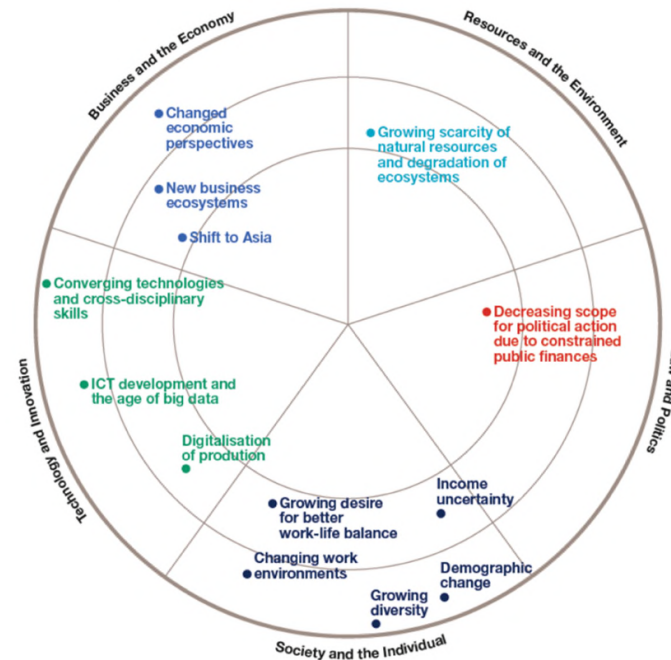 Business and the Economy
Resources and the Environment
Changed
economic
perspectives
Growing scarcity of
natural resources
and degradation of
ecosystems
New business
ecosystems
Shift to Asia
Converging technologies
and cross-disciplinary
skills
Decreasing scope
for political action
due to constrained
public finances
and Politics
ICT development and
the age of big data
Technology and Innovation
Digitalisation
of prodution
Income
uncertainty
Growing desire
for better
work-life balance
Changing work
environments
Demographic
change
Growing
diversity
Society and the Individual